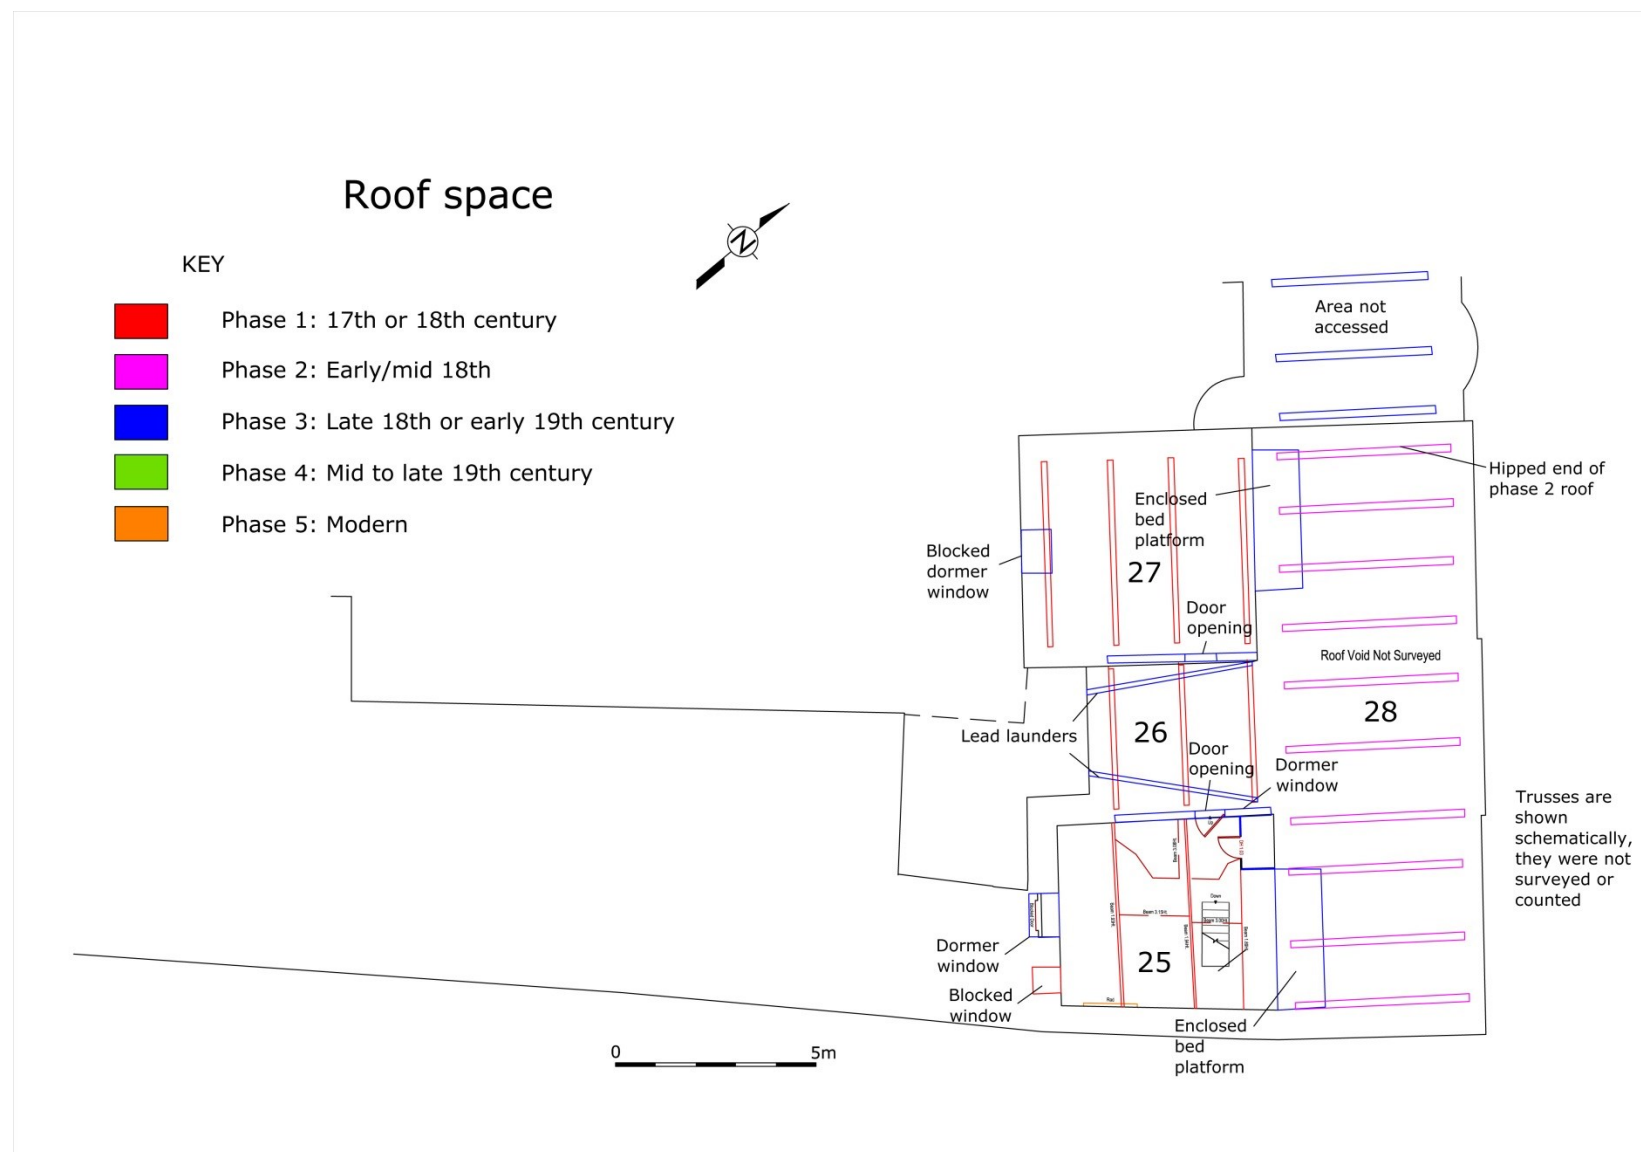 Roof space
N
KEY
Phase 1: 17th or 18th century
Phase 2: Early/mid 18th
Phase 3: Late 18th or early 19th century
Phase 4: Mid to late 19th century
Phase 5: Modern
Area not
accessed
Hipped end of
phase 2 roof
Enclosed
bed
platform
Blocked
dormer
window
27
Door
opening
Roof Void Not Surveyed
28
Lead launders
26
Door
opening
Dormer
window
Trusses are
shown
schematically,
they were not
surveyed or
counted
Down
Dormer
window
25
Blocked
window
Rail
Enclosed
bed
platform
0
5m